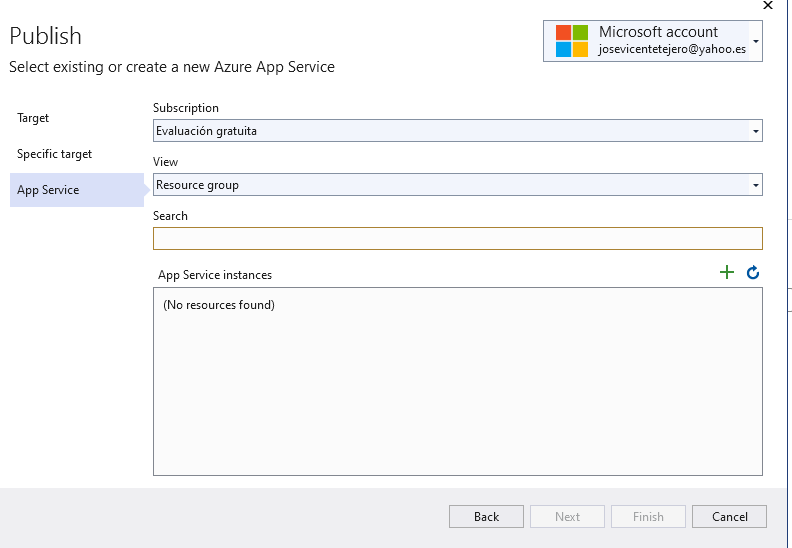 Publish
Select existing or create a new Azure App Service
Microsoft account
josevicentetejero@yahoo.es
Target
Specific target
App Service
Subscription
Evaluación gratuita
View
Resource group
Search
App Service instances
(No resources found)
Back
Next
Finish
Cancel